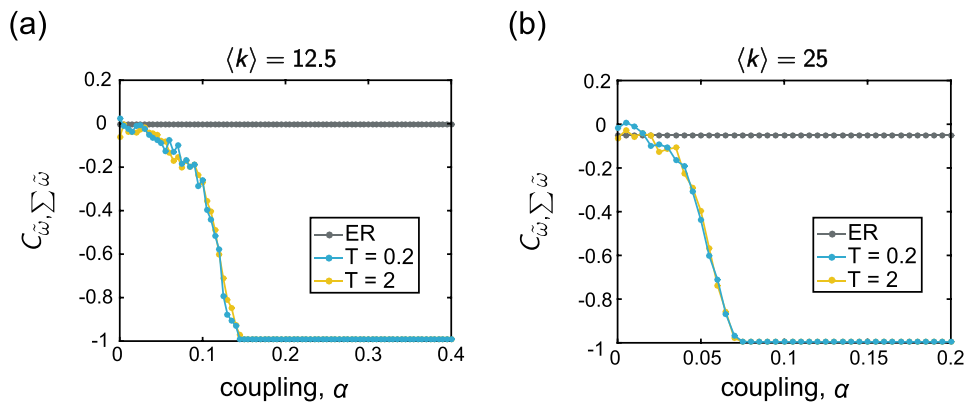 (a)
⟨k⟩ = 12.5
0.2
0
-0.2
-0.4
-0.6
-0.8
-1
C_{ω̃, ∑ ω̃}
ER
T = 0.2
T = 2
0
0.1
0.2
0.3
0.4
coupling, α
(b)
⟨k⟩ = 25
0.2
0
-0.2
-0.4
-0.6
-0.8
-1
C_{ω̃, ∑ ω̃}
ER
T = 0.2
T = 2
0
0.05
0.1
0.15
0.2
coupling, α